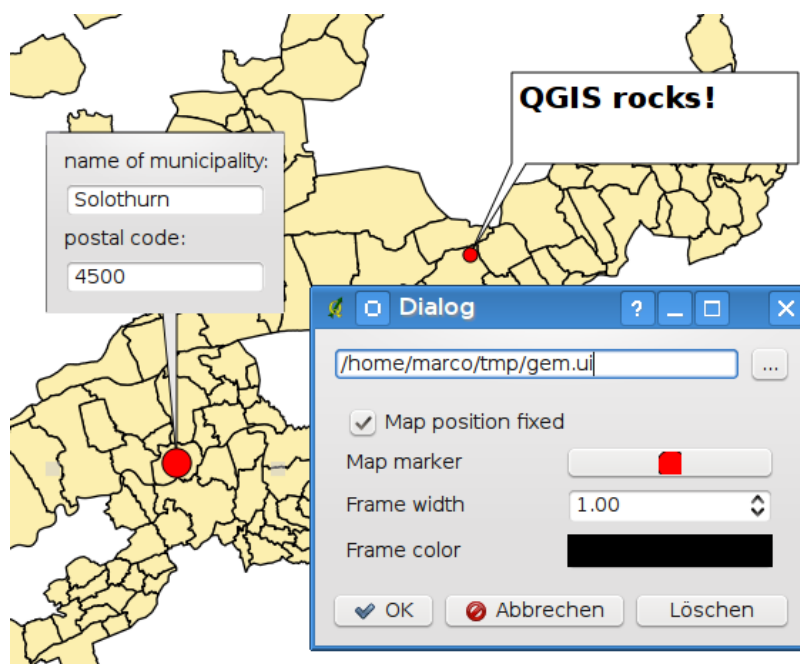 QGIS rocks!
name of municipality:
Solothurn
postal code:
4500
Dialog
?
/home/marco/tmp/gem.ui
...
Map position fixed
Map marker
Frame width
1.00
Frame color
OK
Abbrechen
Löschen